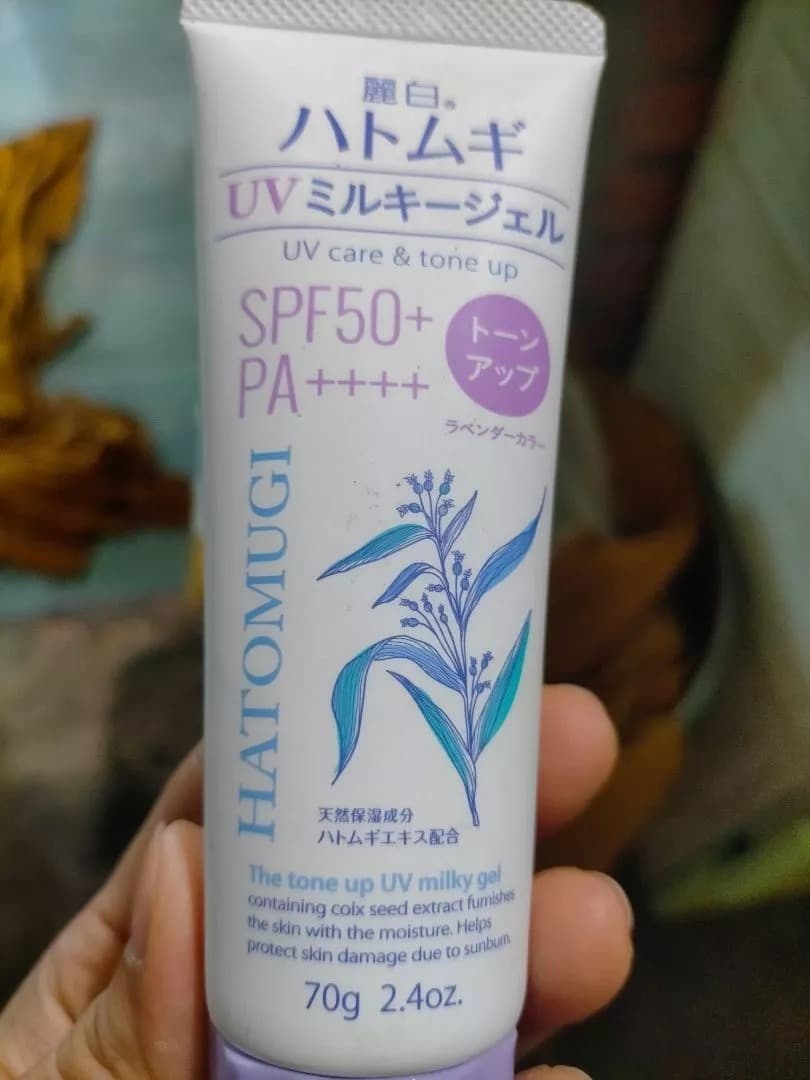 麗白®
ハトムギ
UVミルキージェル
UV care & tone up
SPF50+
PA++++
トーン
アップ
ラベンダーカラー
HATOMUGI
天然保湿成分
ハトムギエキス配合
The tone up UV milky gel
containing coix seed extract furnishes
the skin with the moisture. Helps
protect skin damage due to sunburn.
70g 2.4oz.